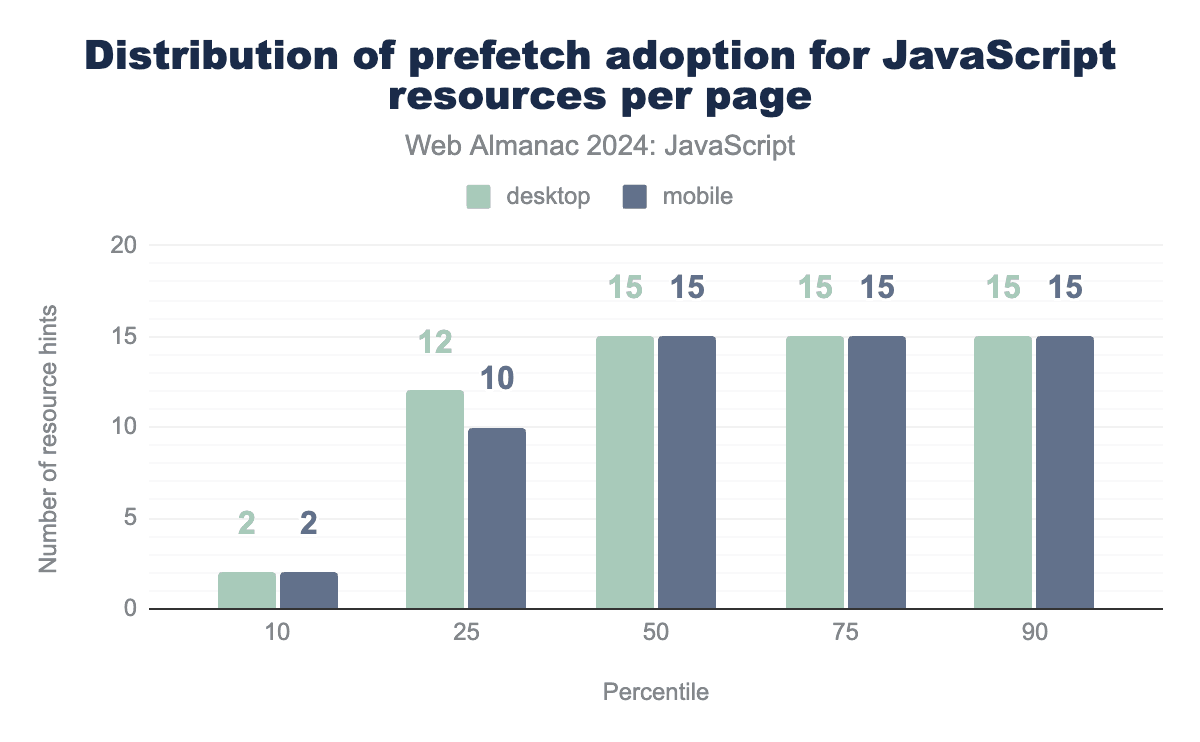 Distribution of prefetch adoption for JavaScript
resources per page
Web Almanac 2024: JavaScript
desktop mobile
Number of resource hints
20
15
10
5
0
2 2
12 10
15 15
15 15
15 15
10 25 50 75 90
Percentile